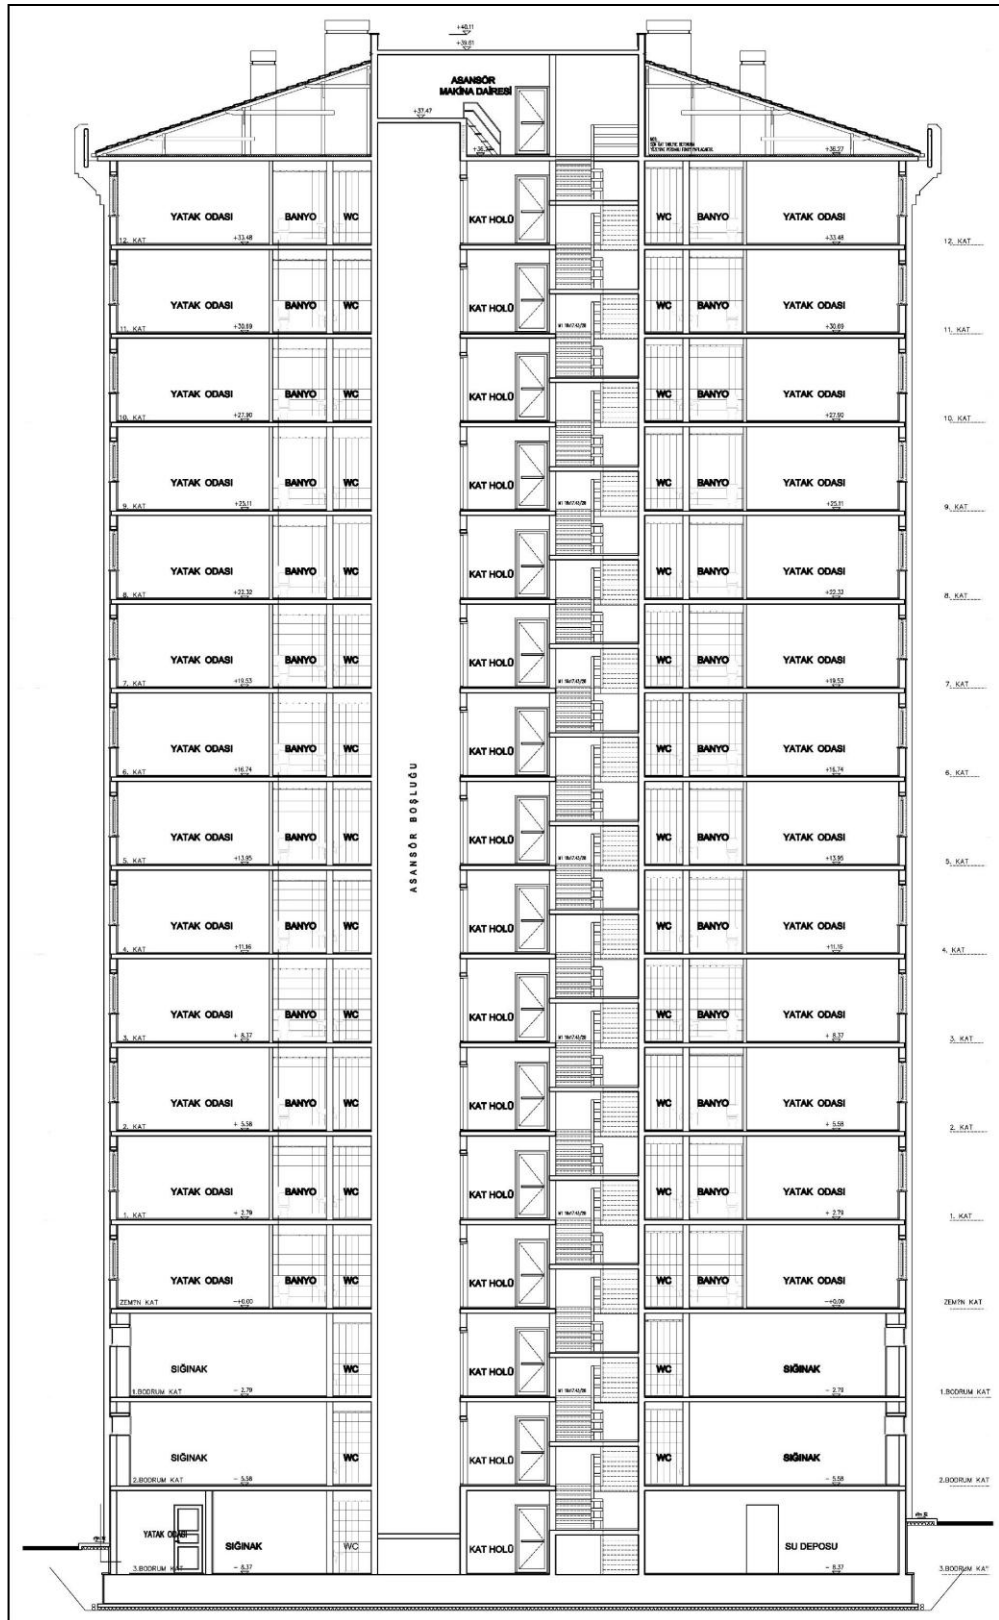 +40.11
+39.61
ASANSÖR
MAKİNA DAİRESİ
+37.47
+36.27
YATAK ODASI BANYO WC KAT HOLÜ WC BANYO YATAK ODASI
12. KAT +33.48 +33.48 12. KAT
YATAK ODASI BANYO WC KAT HOLÜ WC BANYO YATAK ODASI
11. KAT +30.69 +30.69 11. KAT
YATAK ODASI BANYO WC KAT HOLÜ WC BANYO YATAK ODASI
10. KAT +27.90 +27.90 10. KAT
YATAK ODASI BANYO WC KAT HOLÜ WC BANYO YATAK ODASI
9. KAT +25.11 +25.11 9. KAT
YATAK ODASI BANYO WC KAT HOLÜ WC BANYO YATAK ODASI
8. KAT +22.32 +22.32 8. KAT
YATAK ODASI BANYO WC KAT HOLÜ WC BANYO YATAK ODASI
7. KAT +19.53 +19.53 7. KAT
YATAK ODASI BANYO WC KAT HOLÜ WC BANYO YATAK ODASI
6. KAT +16.74 +16.74 6. KAT
ASANSÖR BOŞLUĞU
YATAK ODASI BANYO WC KAT HOLÜ WC BANYO YATAK ODASI
5. KAT +13.95 +13.95 5. KAT
YATAK ODASI BANYO WC KAT HOLÜ WC BANYO YATAK ODASI
4. KAT +11.16 +11.16 4. KAT
YATAK ODASI BANYO WC KAT HOLÜ WC BANYO YATAK ODASI
3. KAT + 8.37 + 8.37 3. KAT
YATAK ODASI BANYO WC KAT HOLÜ WC BANYO YATAK ODASI
2. KAT + 5.58 + 5.58 2. KAT
YATAK ODASI BANYO WC KAT HOLÜ WC BANYO YATAK ODASI
1. KAT + 2.79 + 2.79 1. KAT
YATAK ODASI BANYO WC KAT HOLÜ WC BANYO YATAK ODASI
ZEM?N KAT -+0.00 -+0.00 ZEM?N KAT
SIĞINAK WC KAT HOLÜ WC SIĞINAK
1.BODRUM KAT - 2.79 - 2.79 1.BODRUM KAT
SIĞINAK WC KAT HOLÜ WC SIĞINAK
2.BODRUM KAT - 5.58 - 5.58 2.BODRUM KAT
YATAK ODASI SIĞINAK WC KAT HOLÜ SU DEPOSU
3.BODRUM KAT - 8.37 - 8.37 3.BODRUM KAT